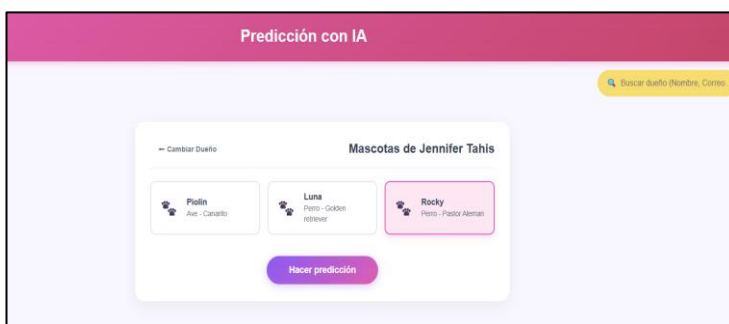 Predicción con IA
🔍 Buscar dueño (Nombre, Correo...
← Cambiar Dueño
Mascotas de Jennifer Tahis
Piolin
Ave - Canario
Luna
Perro - Golden
retriever
Rocky
Perro - Pastor Aleman
Hacer predicción